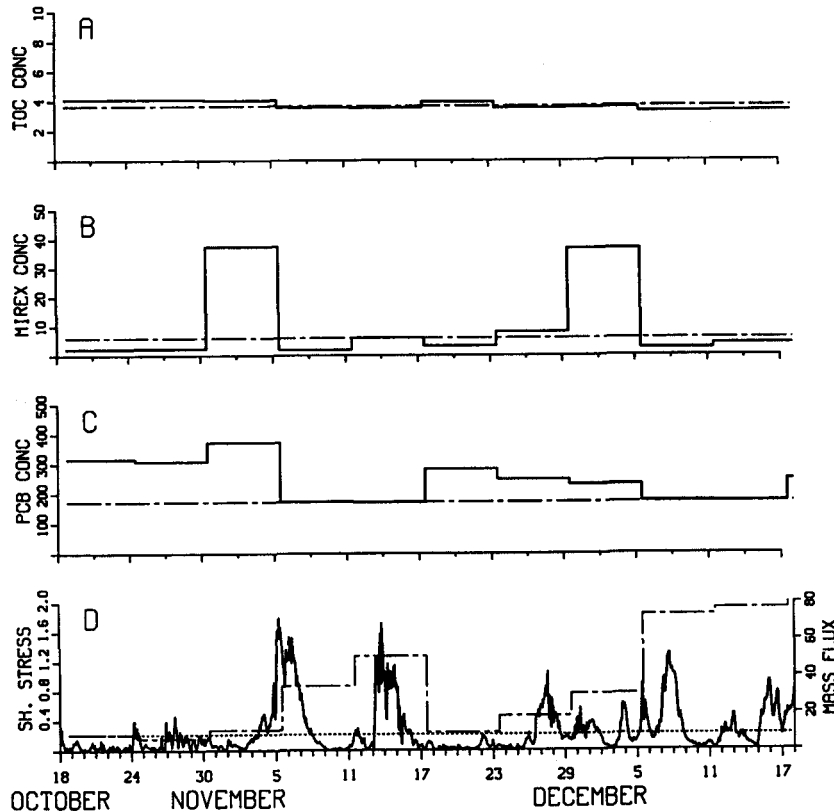 A
TOC CONC
10
8
6
4
2
B
MIREX CONC
50
40
30
20
10
C
PCB CONC
500
400
300
200
100
D
SH. STRESS
2.0
1.6
1.2
0.8
0.4
80
60
40
20
0
MASS FLUX
18 24 30 5 11 17 23 29 5 11 17
OCTOBER NOVEMBER DECEMBER